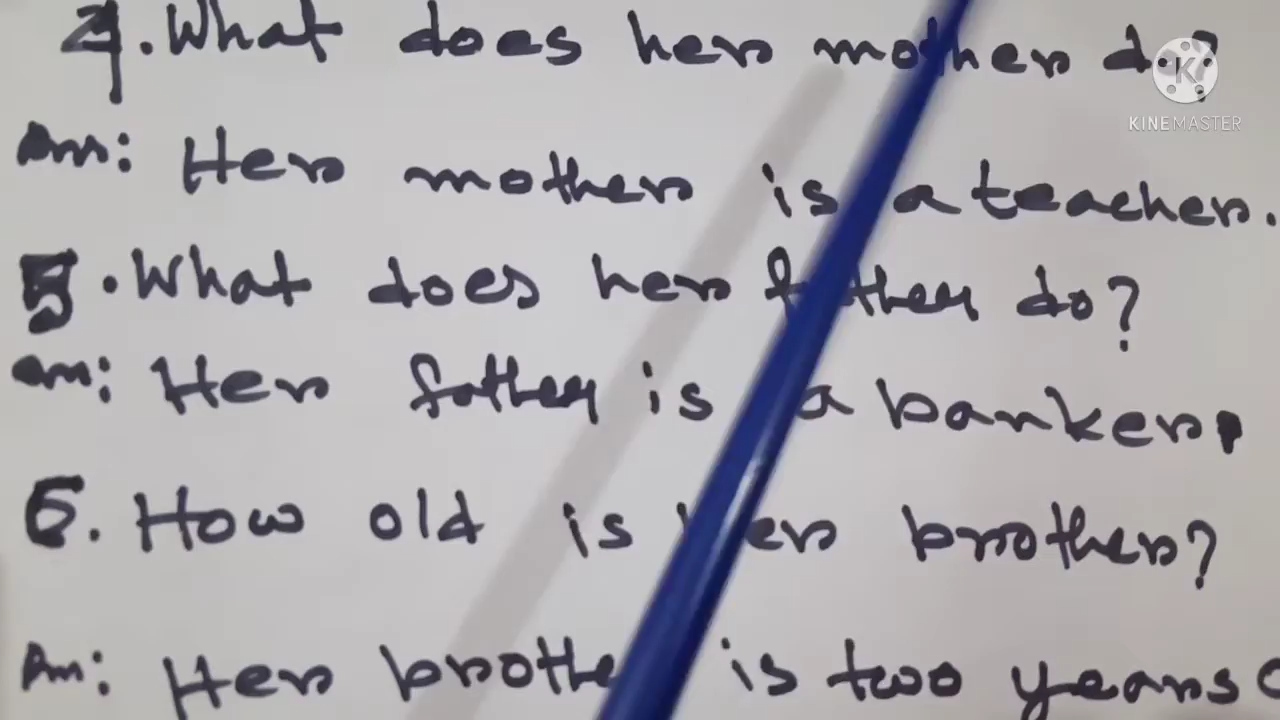 4. What does her mother do?
KINEMASTER
Ans: Her mother is a teacher.
5. What does her father do?
Ans: Her father is a banker.
6. How old is her brother?
Ans: Her brother is two years